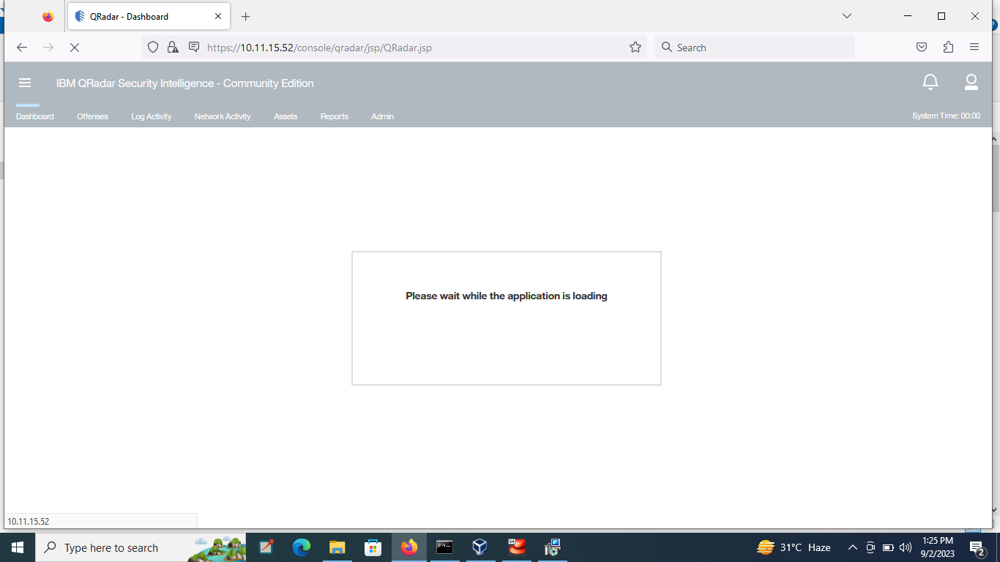 QRadar - Dashboard
https://10.11.15.52/console/qradar/jsp/QRadar.jsp
Search
IBM QRadar Security Intelligence - Community Edition
Dashboard Offenses Log Activity Network Activity Assets Reports Admin System Time: 00:00
Please wait while the application is loading
10.11.15.52
Type here to search
31°C Haze
1:25 PM
9/2/2023
2